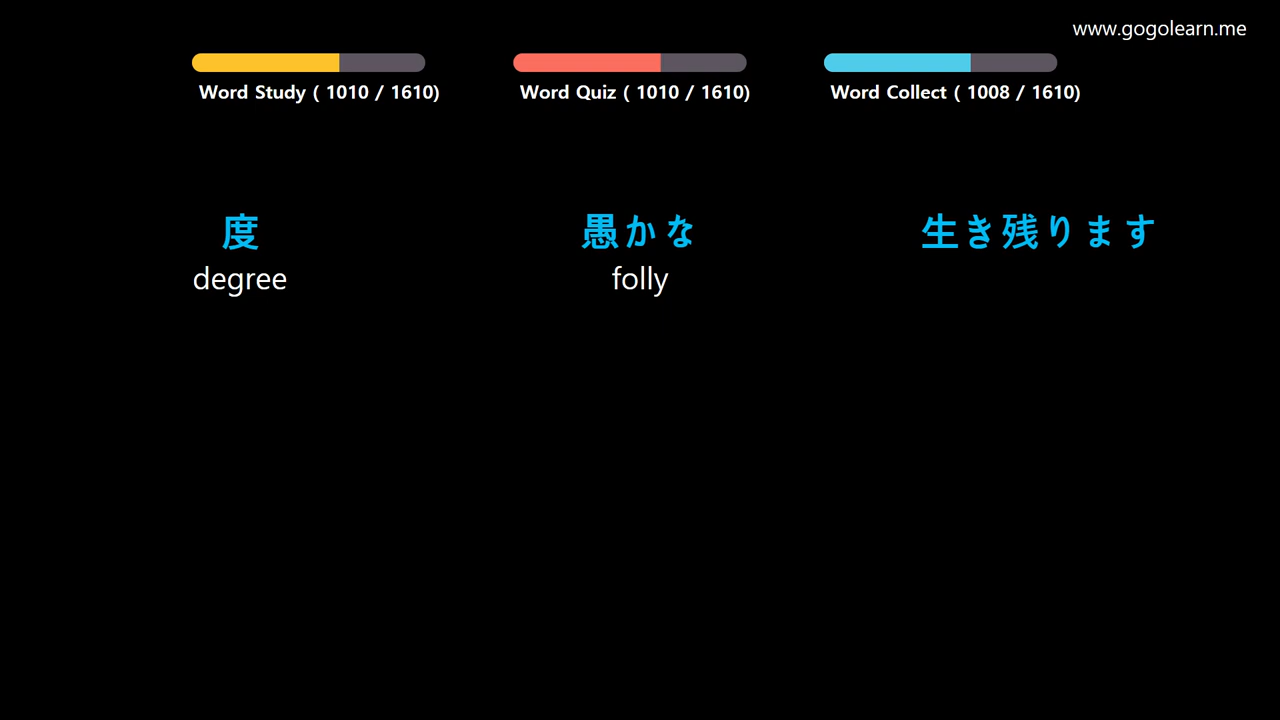 www.gogolearn.me
Word Study ( 1010 / 1610)
Word Quiz ( 1010 / 1610)
Word Collect ( 1008 / 1610)
度
degree
愚かな
folly
生き残ります